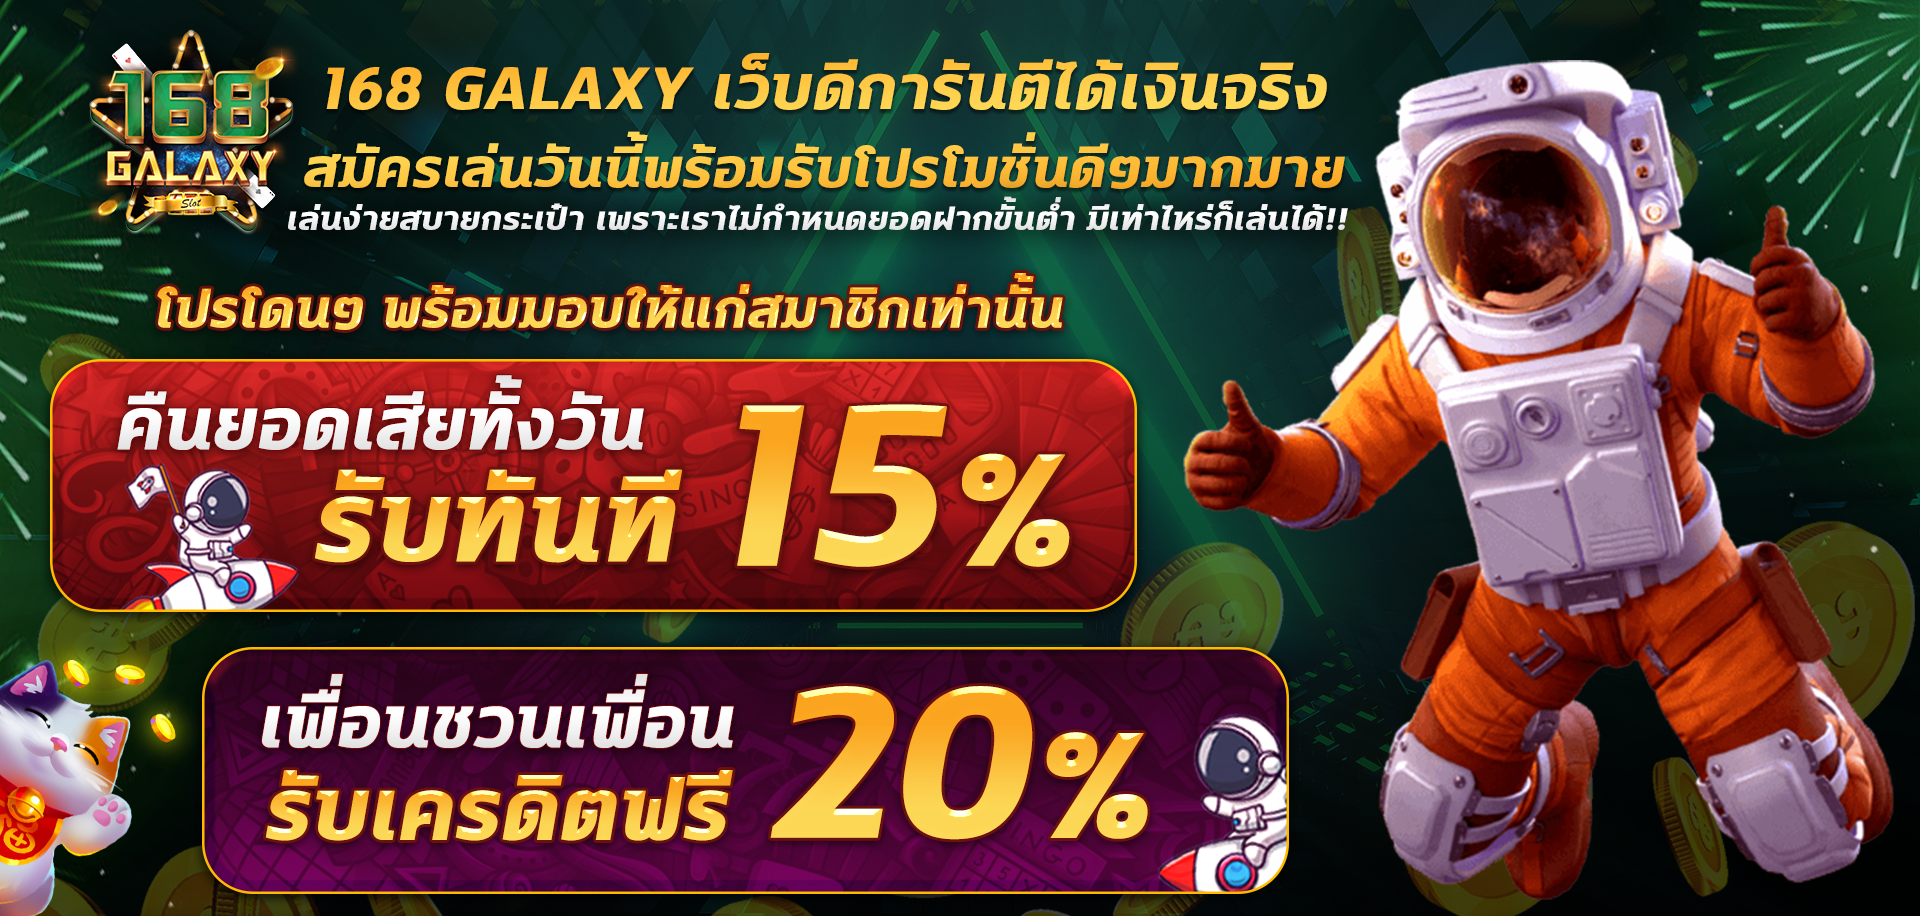 168
GALAXY
Slot
168 GALAXY เว็บดีการันตีได้เงินจริง
สมัครเล่นวันนี้พร้อมรับโปรโมชั่นดีๆมากมาย
เล่นง่ายสบายกระเป๋า เพราะเราไม่กำหนดยอดฝากขั้นต่ำ มีเท่าไหร่ก็เล่นได้!!
โปรโดนๆ พร้อมมอบให้แก่สมาชิกเท่านั้น
คืนยอดเสียทั้งวัน
รับทันที
15%
เพื่อนชวนเพื่อน
รับเครดิตฟรี
20%